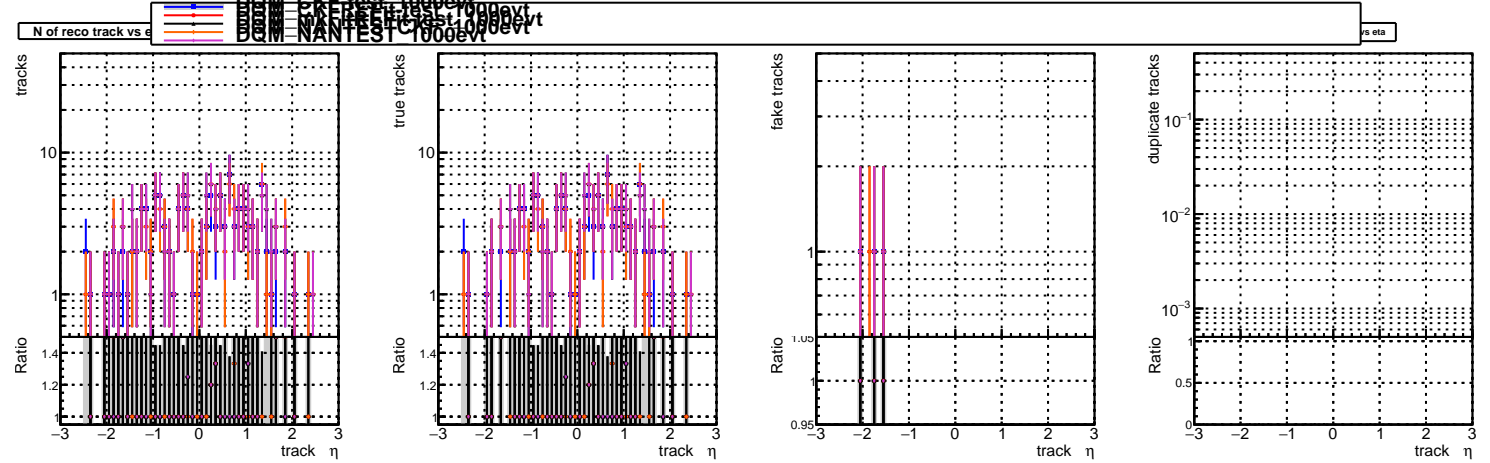 N of reco track vs e
vs eta
DQM_NANTEST_1000evt
tracks
10
1
Ratio
1.4
1.2
1
−3 −2 −1 0 1 2 3
track η
true tracks
10
1
Ratio
1.4
1.2
1
−3 −2 −1 0 1 2 3
track η
fake tracks
1
Ratio
1.05
1
0.95
−3 −2 −1 0 1 2 3
track η
duplicate tracks
10−1
10−2
10−3
Ratio
1
0.5
0
−3 −2 −1 0 1 2 3
track η